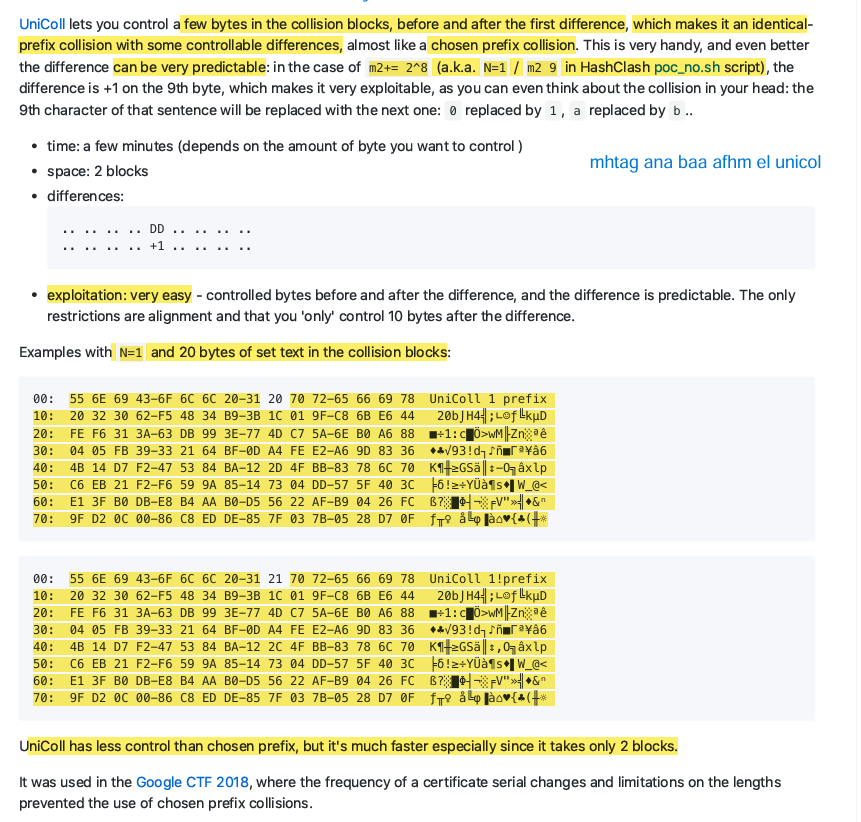 UniColl lets you control a few bytes in the collision blocks, before and after the first difference, which makes it an identical-
prefix collision with some controllable differences, almost like a chosen prefix collision. This is very handy, and even better
the difference can be very predictable: in the case of m2+= 2^8 (a.k.a. N=1 / m2 9 in HashClash poc_no.sh script), the
difference is +1 on the 9th byte, which makes it very exploitable, as you can even think about the collision in your head: the
9th character of that sentence will be replaced with the next one: 0 replaced by 1, a replaced by b..
• time: a few minutes (depends on the amount of byte you want to control )
mhtag ana baa afhm el unicol
• space: 2 blocks
• differences:
.. .. .. .. DD .. .. .. ..
.. .. .. .. +1 .. .. .. ..
• exploitation: very easy - controlled bytes before and after the difference, and the difference is predictable. The only
restrictions are alignment and that you 'only' control 10 bytes after the difference.
Examples with N=1 and 20 bytes of set text in the collision blocks:
00: 55 6E 69 43-6F 6C 6C 20-31 20 70 72-65 66 69 78 UniColl 1 prefix
10: 20 32 30 62-F5 48 34 B9-3B 1C 01 9F-C8 6B E6 44 20b⌡H4╣;∟☺ƒ╚kµD
20: FE F6 31 3A-63 DB 99 3E-77 4D C7 5A-6E B0 A6 88 ■÷1:c█Ö>wM╟Zn░ªê
30: 04 05 FB 39-33 21 64 BF-0D A4 FE E2-A6 9D 83 36 ♦♣√93!d┐♪ñ■Γª¥â6
40: 4B 14 D7 F2-47 53 84 BA-12 2D 4F BB-83 78 6C 70 K¶╫≥GSä║↕-O╗âxlp
50: C6 EB 21 F2-F6 59 9A 85-14 73 04 DD-57 5F 40 3C ╞δ!≥÷YÜà¶s♦▌W_@<
60: E1 3F B0 DB-E8 B4 AA B0-D5 56 22 AF-B9 04 26 FC ß?░█Φ┤¬░╒V"»╣♦&ⁿ
70: 9F D2 0C 00-86 C8 ED DE-85 7F 03 7B-05 28 D7 0F ƒ╥♀ å╚φ▐à⌂♥{♣(╫☼
00: 55 6E 69 43-6F 6C 6C 20-31 21 70 72-65 66 69 78 UniColl 1!prefix
10: 20 32 30 62-F5 48 34 B9-3B 1C 01 9F-C8 6B E6 44 20b⌡H4╣;∟☺ƒ╚kµD
20: FE F6 31 3A-63 DB 99 3E-77 4D C7 5A-6E B0 A6 88 ■÷1:c█Ö>wM╟Zn░ªê
30: 04 05 FB 39-33 21 64 BF-0D A4 FE E2-A6 9D 83 36 ♦♣√93!d┐♪ñ■Γª¥â6
40: 4B 14 D7 F2-47 53 84 BA-12 2C 4F BB-83 78 6C 70 K¶╫≥GSä║↕,O╗âxlp
50: C6 EB 21 F2-F6 59 9A 85-14 73 04 DD-57 5F 40 3C ╞δ!≥÷YÜà¶s♦▌W_@<
60: E1 3F B0 DB-E8 B4 AA B0-D5 56 22 AF-B9 04 26 FC ß?░█Φ┤¬░╒V"»╣♦&ⁿ
70: 9F D2 0C 00-86 C8 ED DE-85 7F 03 7B-05 28 D7 0F ƒ╥♀ å╚φ▐à⌂♥{♣(╫☼
UniColl has less control than chosen prefix, but it's much faster especially since it takes only 2 blocks.
It was used in the Google CTF 2018, where the frequency of a certificate serial changes and limitations on the lengths
prevented the use of chosen prefix collisions.